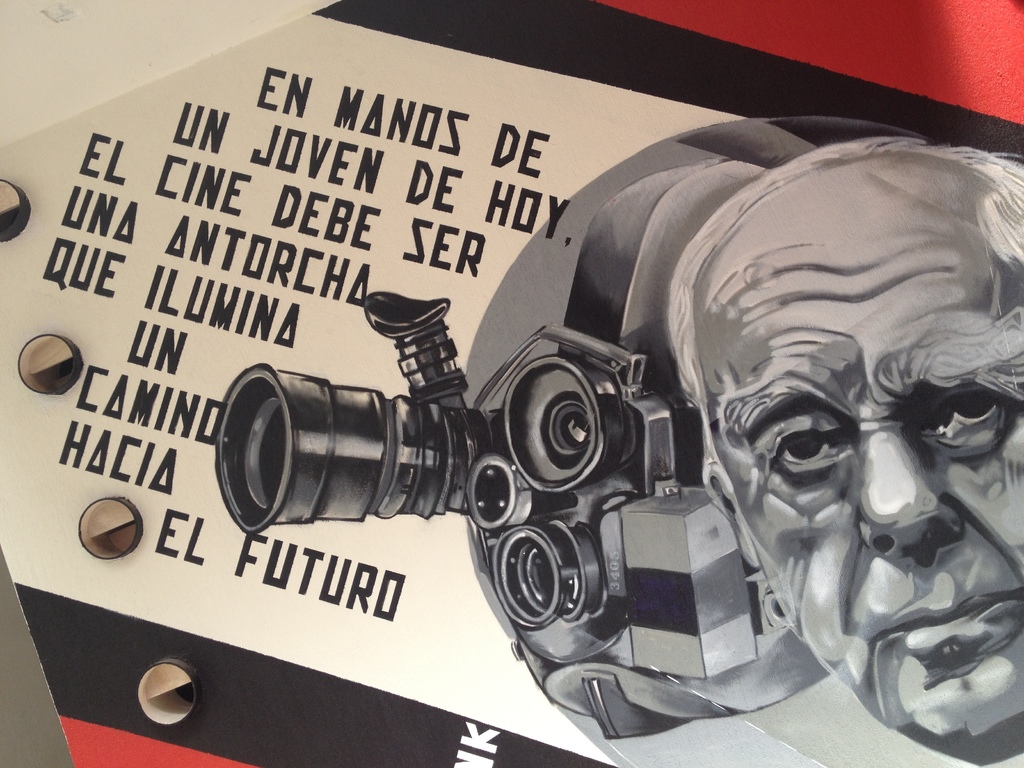 EN MANOS DE
UN JOVEN DE HOY,
EL CINE DEBE SER
UNA ANTORCHA
QUE ILUMINA
UN
CAMINO
HACIA
EL FUTURO
NK